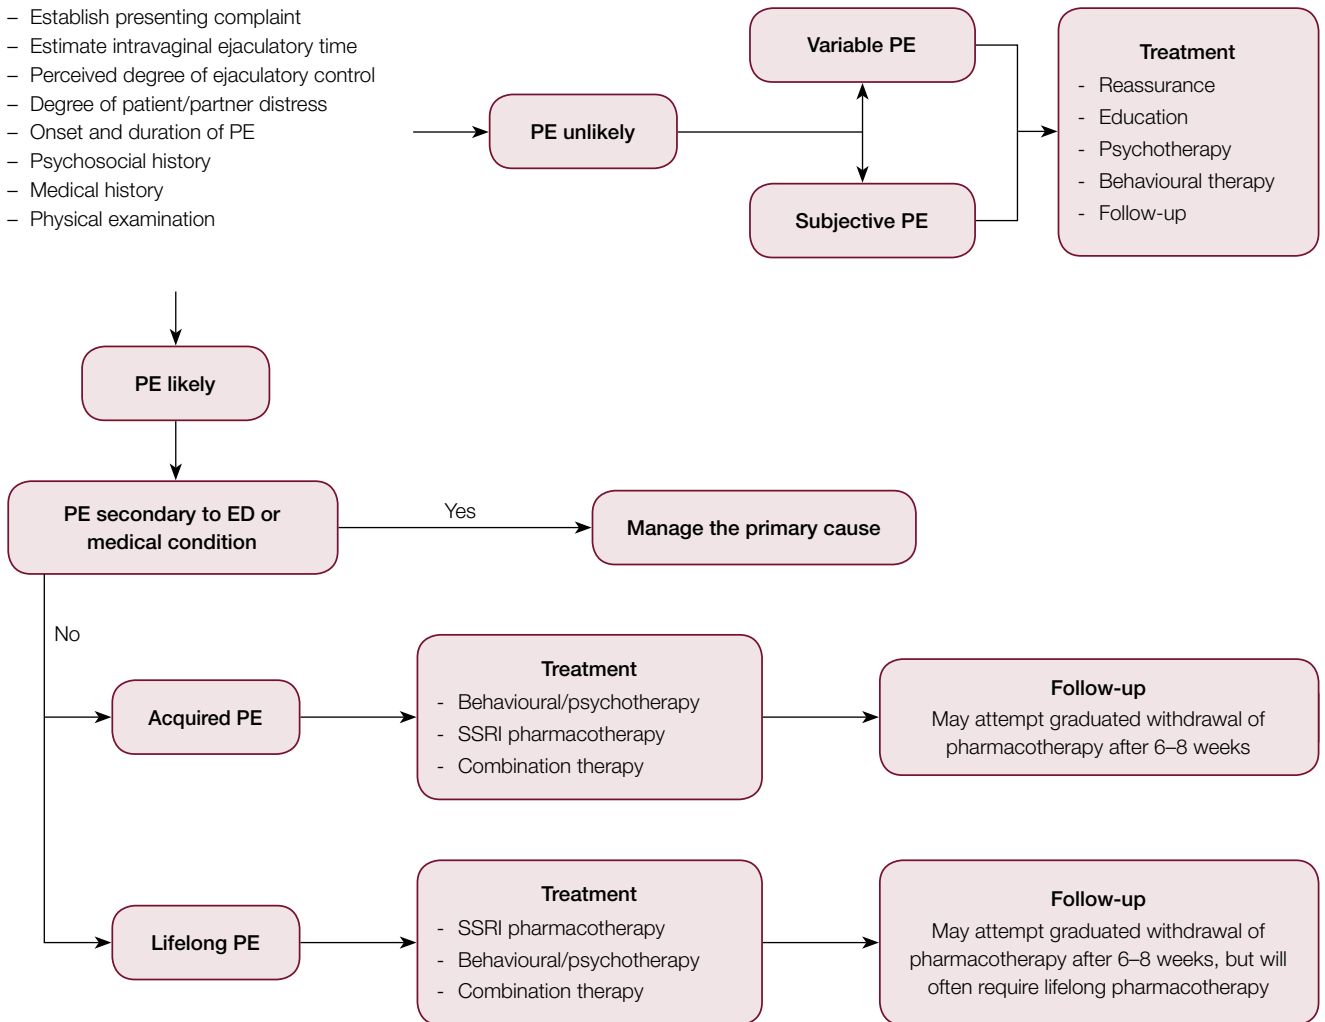 – Establish presenting complaint
– Estimate intravaginal ejaculatory time
– Perceived degree of ejaculatory control
– Degree of patient/partner distress
– Onset and duration of PE
– Psychosocial history
– Medical history
– Physical examination
PE unlikely
Variable PE
Subjective PE
Treatment
- Reassurance
- Education
- Psychotherapy
- Behavioural therapy
- Follow-up
PE likely
PE secondary to ED or
medical condition
Yes
Manage the primary cause
No
Acquired PE
Treatment
- Behavioural/psychotherapy
- SSRI pharmacotherapy
- Combination therapy
Follow-up
May attempt graduated withdrawal of
pharmacotherapy after 6–8 weeks
Lifelong PE
Treatment
- SSRI pharmacotherapy
- Behavioural/psychotherapy
- Combination therapy
Follow-up
May attempt graduated withdrawal of
pharmacotherapy after 6–8 weeks, but will
often require lifelong pharmacotherapy